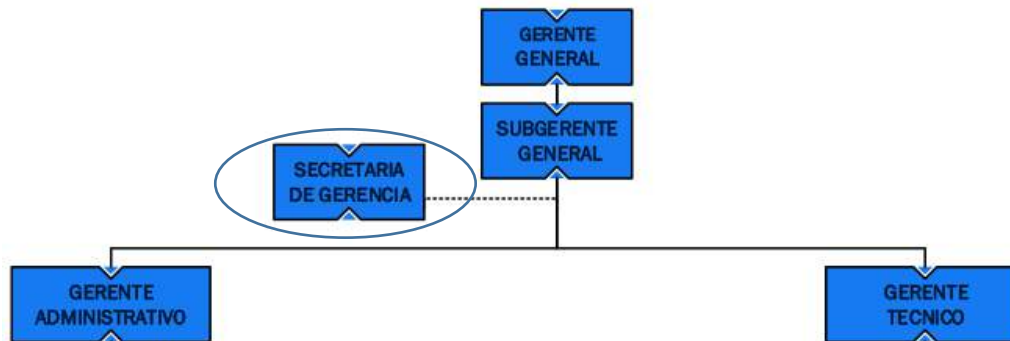 GERENTE
GENERAL
SUBGERENTE
GENERAL
SECRETARIA
DE GERENCIA
GERENTE
ADMINISTRATIVO
GERENTE
TECNICO